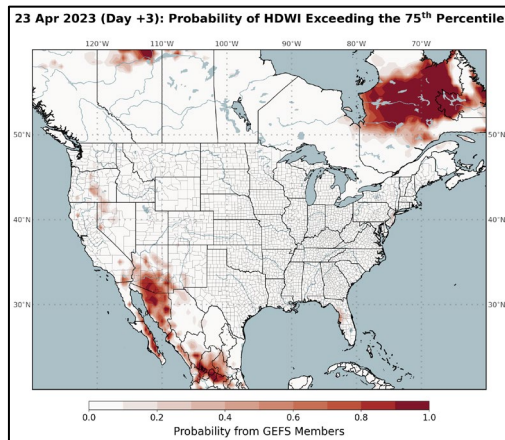 23 Apr 2023 (Day +3): Probability of HDWI Exceeding the 75th Percentile
120°W 110°W 100°W 90°W 80°W 70°W
50°N 50°N
40°N 40°N
30°N 30°N
0.0 0.2 0.4 0.6 0.8 1.0
Probability from GEFS Members